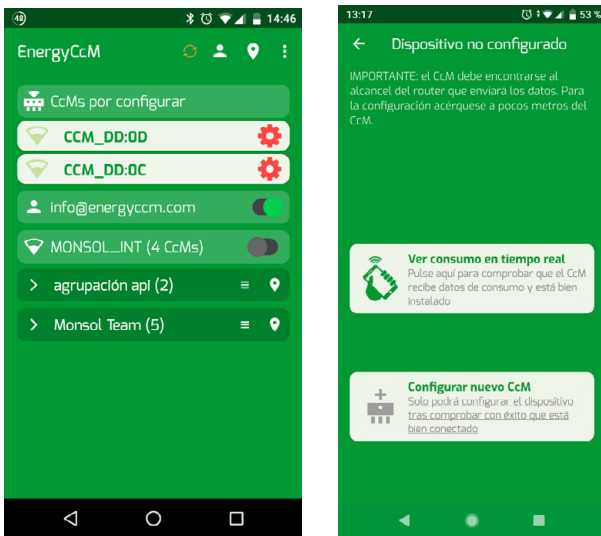 48
14:46
EnergyCcM
CcMs por configurar
CCM_DD:0D
CCM_DD:0C
info@energyccm.com
MONSOL_INT (4 CcMs)
agrupación api (2)
Monsol Team (5)
13:17
53 %
Dispositivo no configurado
IMPORTANTE: el CcM debe encontrarse al
alcancel del router que enviará los datos. Para
la configuración acérquese a pocos metros del
CcM.
Ver consumo en tiempo real
Pulse aquí para comprobar que el CcM
recibe datos de consumo y está bien
instalado
Configurar nuevo CcM
Solo podrá configurar el dispositivo
tras comprobar con éxito que está
bien conectado